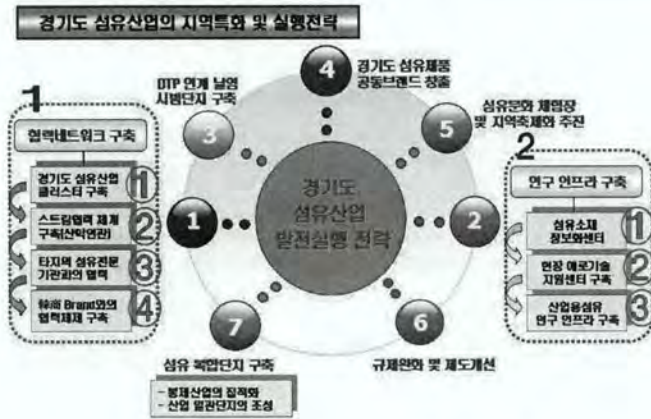 경기도 섬유산업의 지역특화 및 실행전략
4
경기도 섬유제품
공동브랜드 창출
DTP 연계 날염
시범단지 구축
3
5
섬유문화 체험장
및 지역축제화 추진
1
협력네트워크 구축
경기도 섬유산업
클러스터 구축
1
스트림협력 체계
구축(산학연관)
2
타지역 섬유전문
기관과의 협력
3
Brand와의
협력체제 구축
4
1
경기도
섬유산업
발전실행 전략
2
2
연구 인프라 구축
섬유소재
정보화센터
1
현장 애로기술
지원센터 구축
2
산업용섬유
연구 인프라 구축
3
7
섬유 복합단지 구축
- 봉제산업의 집적화
- 산업 일관단지의 조성
6
규제완화 및 제도개선